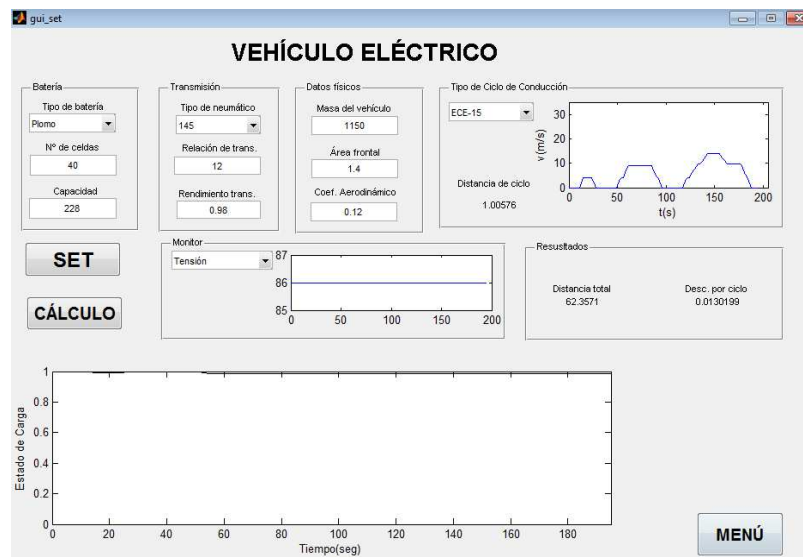 gui_set
VEHÍCULO ELÉCTRICO
Batería
Tipo de batería
Plomo
Nº de celdas
40
Capacidad
228
Transmisión
Tipo de neumático
145
Relación de trans.
12
Rendimiento trans.
0.98
Datos físicos
Masa del vehículo
1150
Área frontal
1.4
Coef. Aerodinámico
0.12
Tipo de Ciclo de Conducción
ECE-15
Distancia de ciclo
1.00576
v (m/s)
30
20
10
0
0 50 100 150 200
t(s)
SET
CÁLCULO
Monitor
Tensión
87
86
85
0 50 100 150 200
Resustados
Distancia total
62.3571
Desc. por ciclo
0.0130199
Estado de Carga
1
0.8
0.6
0.4
0.2
0
0 20 40 60 80 100 120 140 160 180
Tiempo(seg)
MENÚ